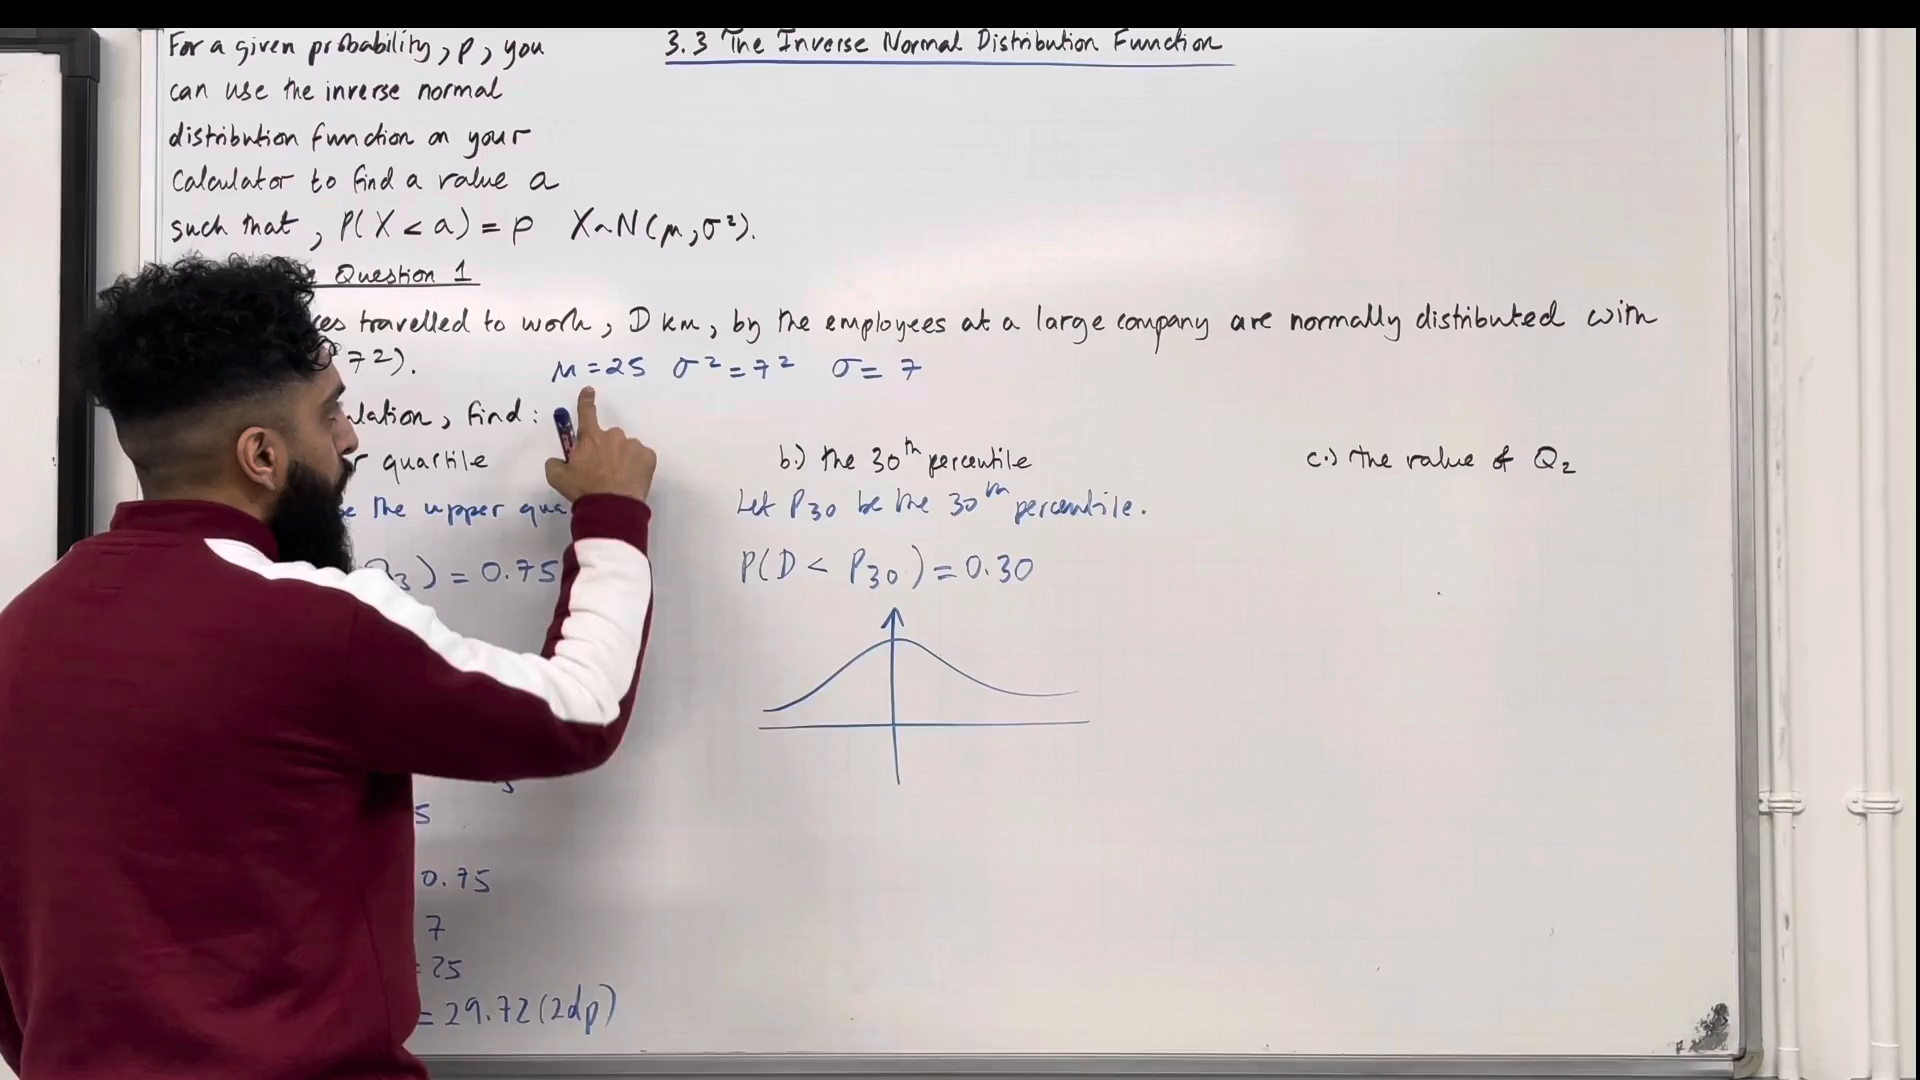 For a given probability, p, you
can use the inverse normal
distribution function on your
Calculator to find a value a
such that, P(X < a) = p X~N(μ, σ²).
3.3 The Inverse Normal Distribution Function
Question 1
travelled to work, D km, by the employees at a large company are normally distributed with
7²). μ = 25 σ² = 7² σ = 7
find:
quartile
the upper
) = 0.75
5
0.75
7
= 25
= 29.72 (2dp)
b.) the 30th percentile
Let P30 be the 30th percentile.
P(D < P30) = 0.30
c.) the value of Q2